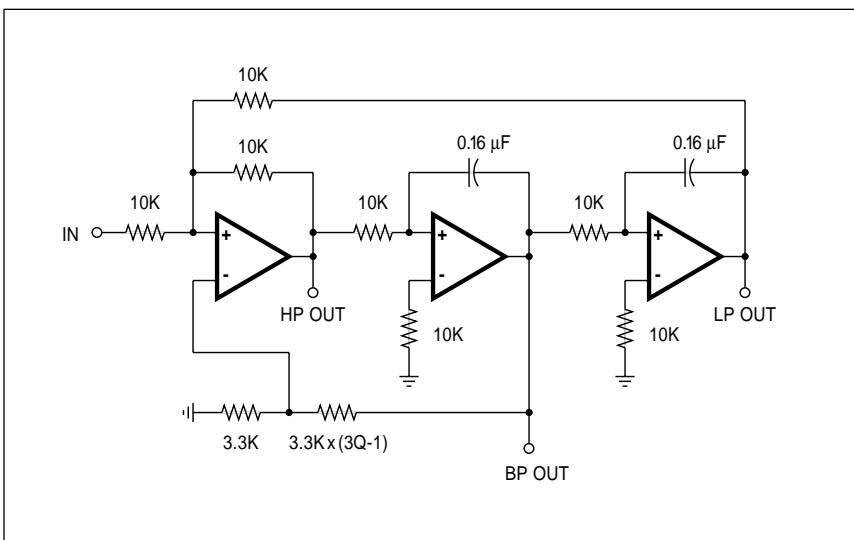 10K
0.16 µF
0.16 µF
10K
10K
10K
10K
IN
+
+
+
-
-
-
HP OUT
10K
10K
LP OUT
3.3K
3.3K x (3Q-1)
BP OUT